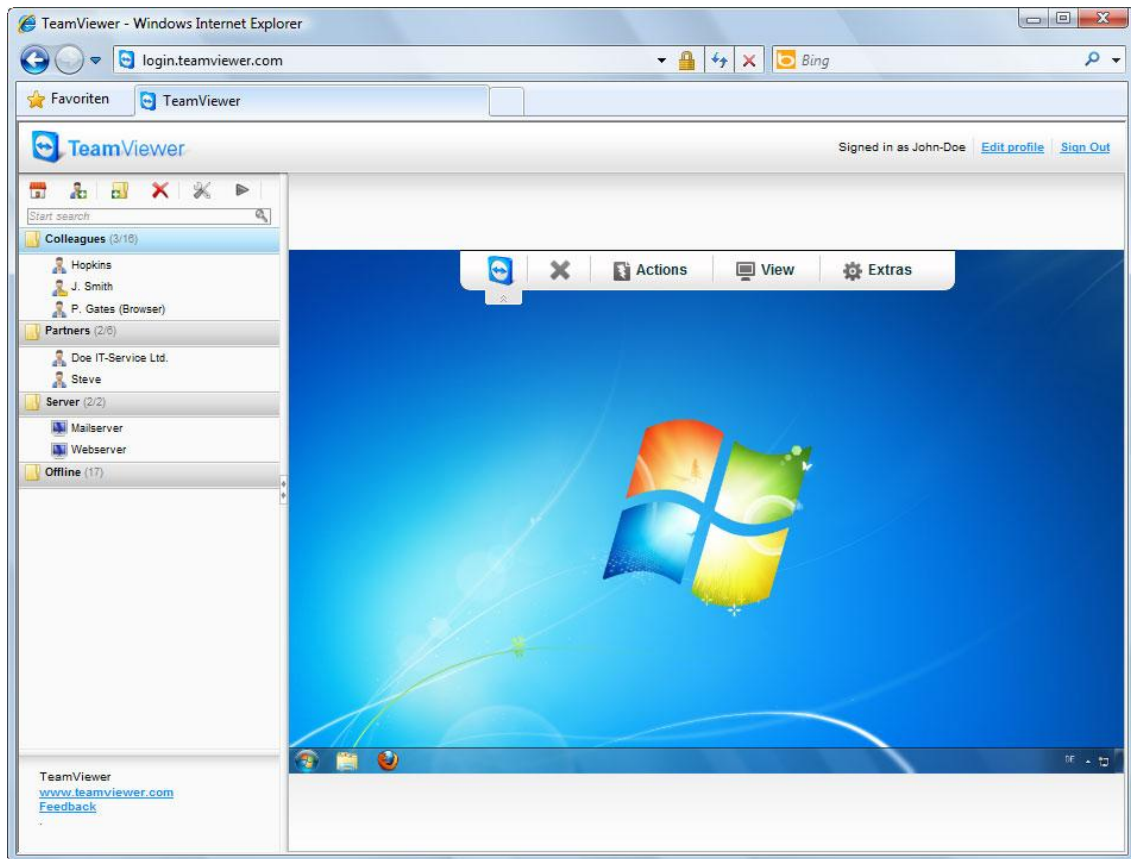 TeamViewer - Windows Internet Explorer
login.teamviewer.com
Bing
Favoriten
TeamViewer
TeamViewer
Signed in as John-Doe Edit profile Sign Out
Start search
Colleagues (3/16)
Hopkins
J. Smith
P. Gates (Browser)
Partners (2/6)
Doe IT-Service Ltd.
Steve
Server (2/2)
Mailserver
Webserver
Offline (17)
Actions View Extras
DE
TeamViewer
www.teamviewer.com
Feedback
.